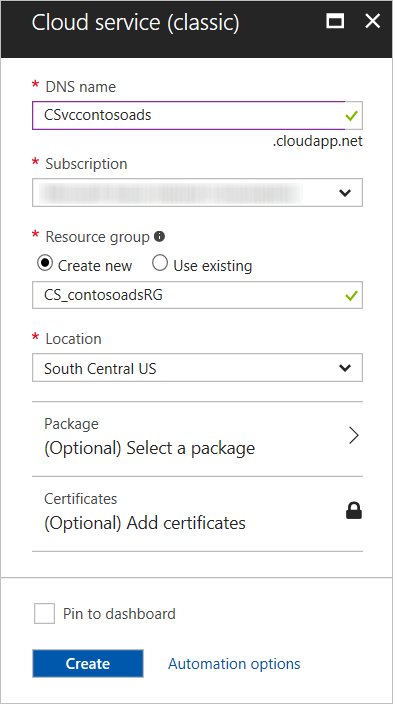 Cloud service (classic)
* DNS name
CSvccontosoads
.cloudapp.net
* Subscription
* Resource group
Create new Use existing
CS_contosoadsRG
* Location
South Central US
Package
(Optional) Select a package
Certificates
(Optional) Add certificates
Pin to dashboard
Create Automation options